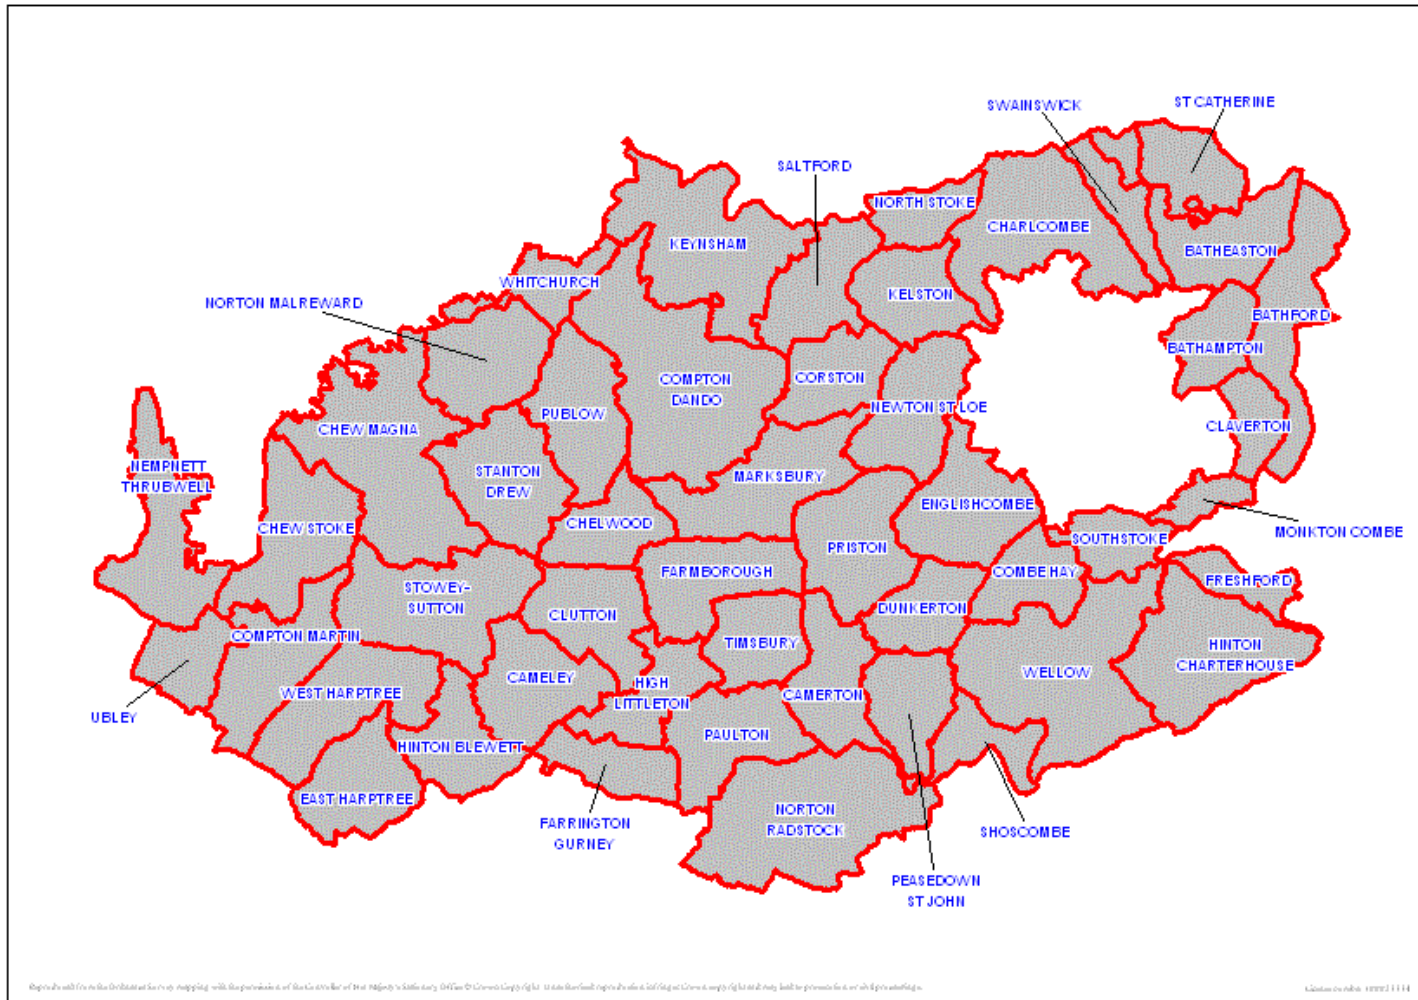 SWAINSWICK
ST CATHERINE
SALTFORD
NORTH STOKE
CHARLCOMBE
KEYNSHAM
BATHEASTON
WHITCHURCH
KELSTON
NORTON MALREWARD
BATHFORD
BATHAMPTON
COMPTON
DANDO
CORSTON
NEWTON ST LOE
PUBLOW
CHEW MAGNA
CLAVERTON
NEMPNETT
THRUBWELL
STANTON
DREW
MARKSBURY
ENGLISHCOMBE
CHEW STOKE
CHELWOOD
SOUTHSTOKE
MONKTON COMBE
PRISTON
FARMBOROUGH
COMBE HAY
FRESHFORD
STOWEY-
SUTTON
CLUTTON
DUNKERTON
COMPTON MARTIN
TIMSBURY
HINTON
CHARTERHOUSE
WELLOW
CAMELEY
HIGH
LITTLETON
WEST HARPTREE
CAMERTON
UBLEY
PAULTON
HINTON BLEWETT
EAST HARPTREE
FARRINGTON
GURNEY
NORTON
RADSTOCK
SHOSCOMBE
PEASEDOWN
ST JOHN